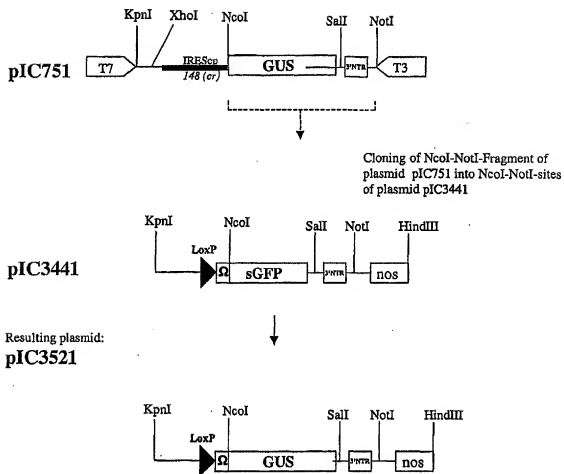 KpnI XhoI NcoI SalI NotI
pIC751 T7 IREScp 148 (cr) GUS 3'NTR T3
Cloning of NcoI-NotI-Fragment of
plasmid pIC751 into NcoI-NotI-sites
of plasmid pIC3441
KpnI NcoI SalI NotI HindIII
LoxP
pIC3441 Ω sGFP 3'NTR nos
Resulting plasmid:
pIC3521
KpnI NcoI SalI NotI HindIII
LoxP
Ω GUS 3'NTR nos